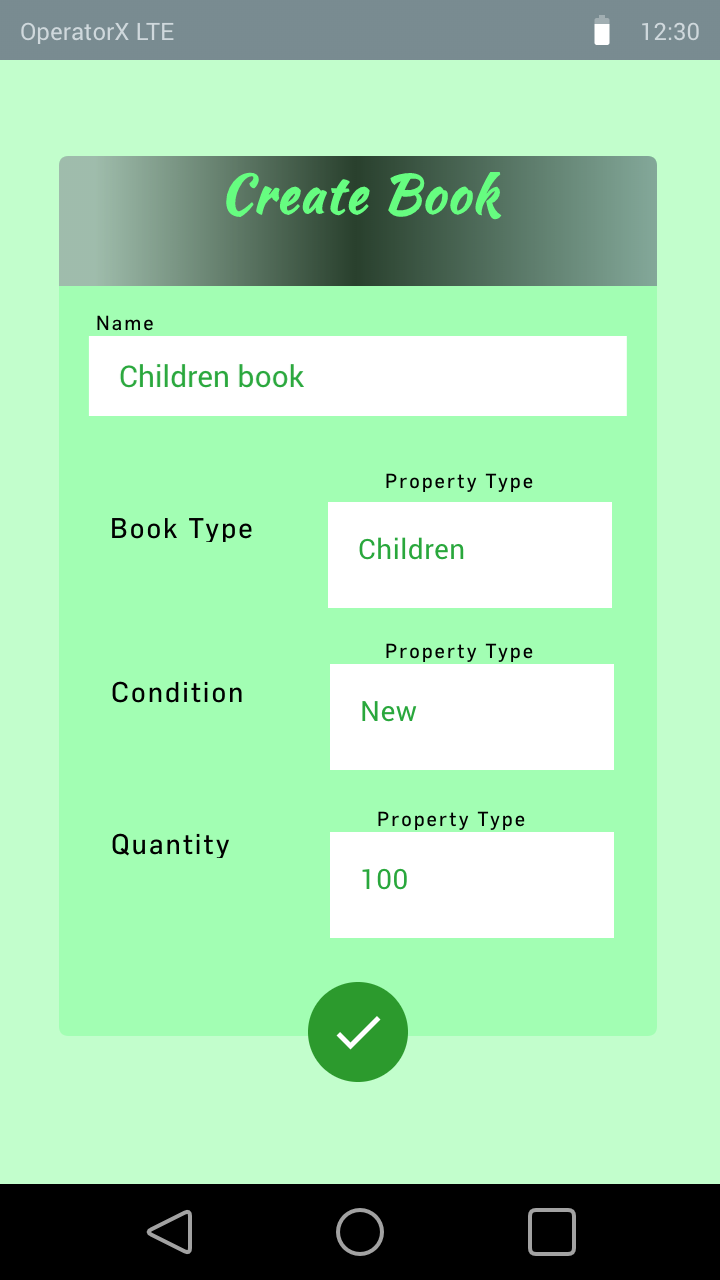 OperatorX LTE 12:30
Create Book
Name
Children book
Property Type
Book Type
Children
Property Type
Condition
New
Property Type
Quantity
100